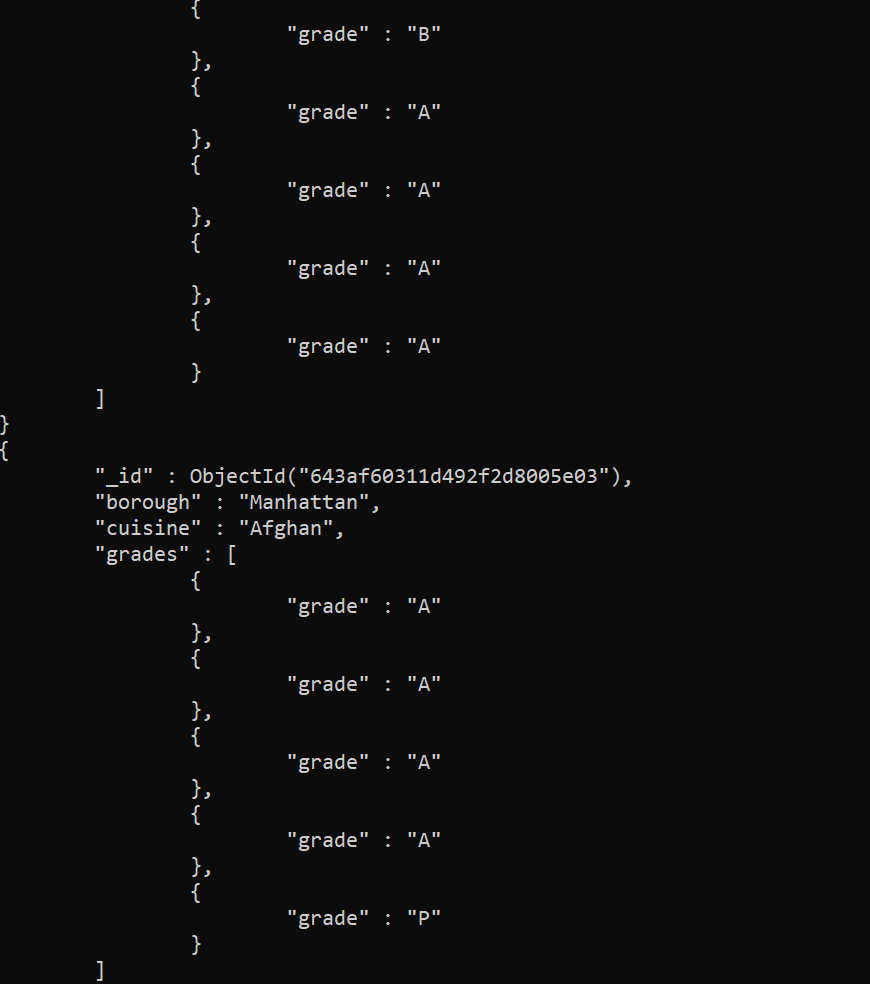 {
"grade" : "B"
},
{
"grade" : "A"
},
{
"grade" : "A"
},
{
"grade" : "A"
},
{
"grade" : "A"
}
]
}
{
"_id" : ObjectId("643af60311d492f2d8005e03"),
"borough" : "Manhattan",
"cuisine" : "Afghan",
"grades" : [
{
"grade" : "A"
},
{
"grade" : "A"
},
{
"grade" : "A"
},
{
"grade" : "A"
},
{
"grade" : "P"
}
]